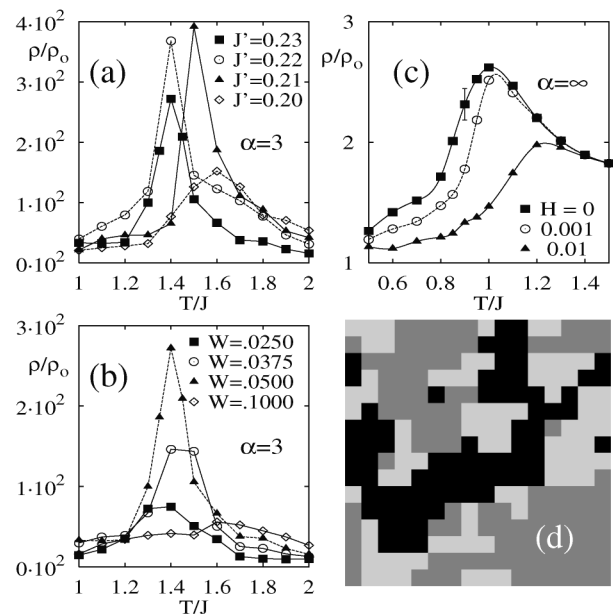 4·10²
3·10²
2·10²
1·10²
0·10²
ρ/ρo
(a)
J'=0.23
J'=0.22
J'=0.21
J'=0.20
α=3
1 1.2 1.4 1.6 1.8 2
T/J
3
2
1
ρ/ρo
(c)
α=∞
H = 0
0.001
0.01
0.6 0.8 1 1.2 1.4
T/J
3·10²
2·10²
1·10²
0·10²
ρ/ρo
(b)
W=.0250
W=.0375
W=.0500
W=.1000
α=3
1 1.2 1.4 1.6 1.8 2
T/J
(d)